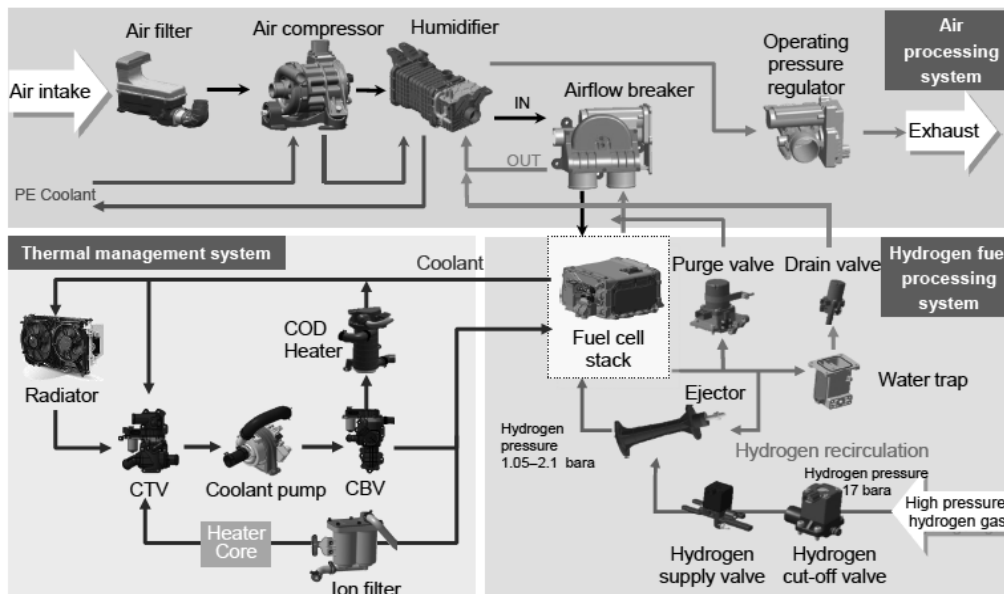 Air
processing
system
Air filter
Air compressor
Humidifier
Operating
pressure
regulator
Airflow breaker
Air intake
IN
OUT
Exhaust
PE Coolant
Thermal management system
Coolant
Hydrogen fue
processing
system
Purge valve
Drain valve
COD
Heater
Fuel cell
stack
Radiator
Water trap
Ejector
Hydrogen
pressure
1.05–2.1 bara
Hydrogen recirculation
CTV
Coolant pump
CBV
Hydrogen pressure
17 bara
High pressure
hydrogen gas
Heater
Core
Ion filter
Hydrogen
supply valve
Hydrogen
cut-off valve